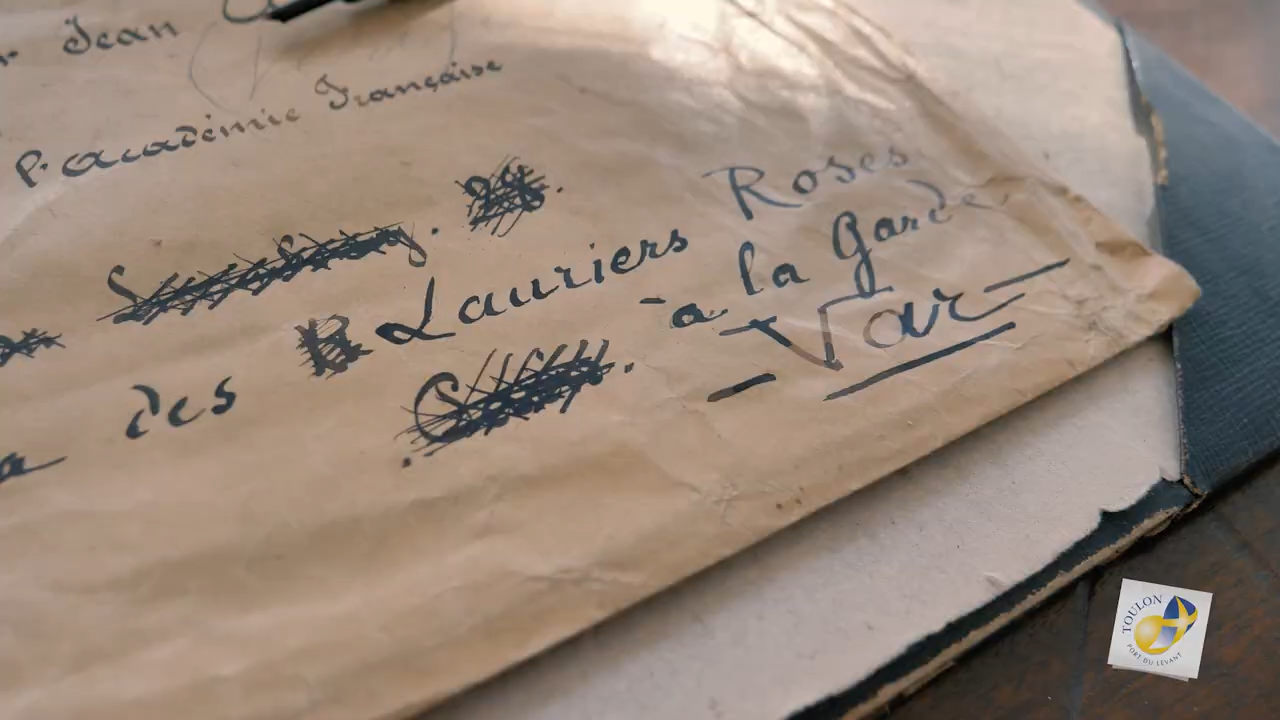 Jean
l'académie Française
des Lauriers Roses
à la Garde
Var
TOULON
PORT DU LEVANT